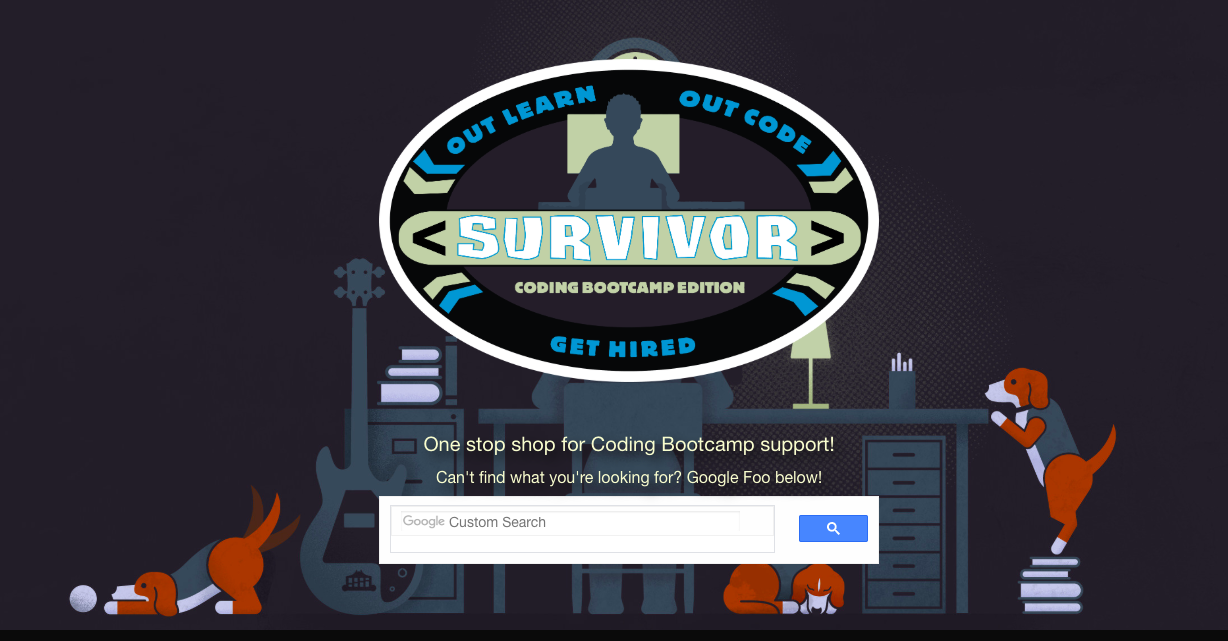 OUT LEARN
OUT CODE
<SURVIVOR>
CODING BOOTCAMP EDITION
GET HIRED
One stop shop for Coding Bootcamp support!
Can't find what you're looking for? Google Foo below!
Google Custom Search